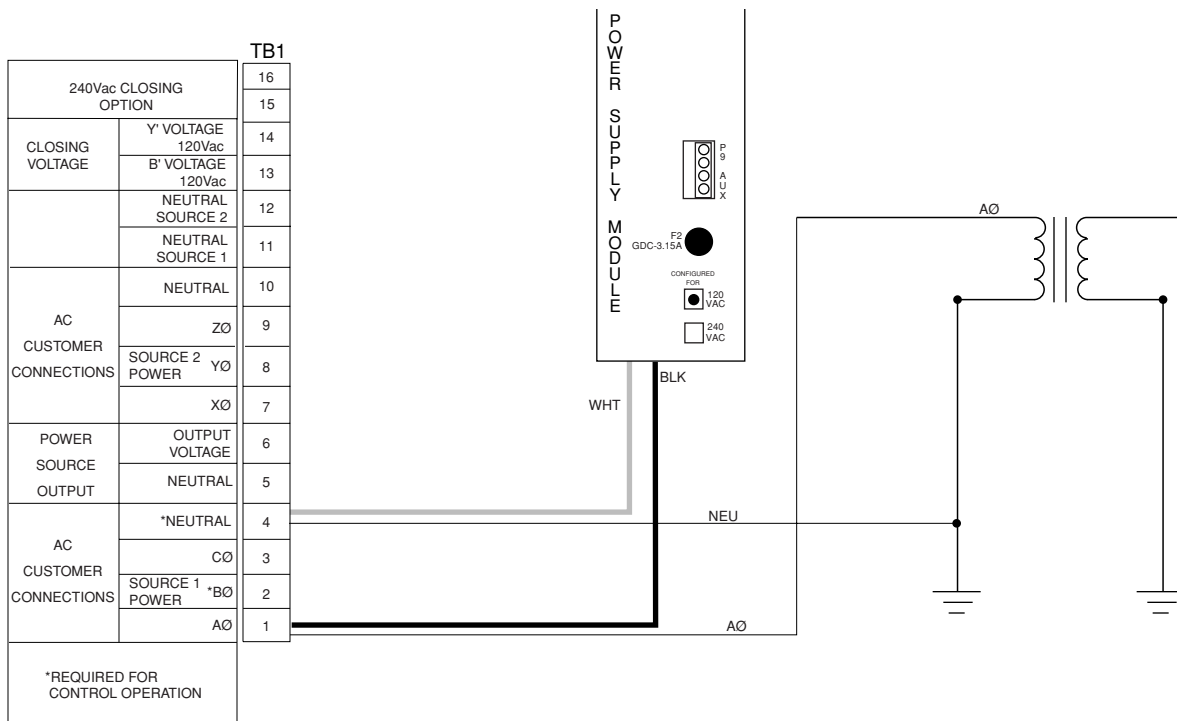 TB1
240Vac CLOSING
OPTION
16
15
CLOSING
VOLTAGE
Y' VOLTAGE
120Vac
14
B' VOLTAGE
120Vac
13
NEUTRAL
SOURCE 2
12
NEUTRAL
SOURCE 1
11
AC
CUSTOMER
CONNECTIONS
NEUTRAL
10
ZØ
9
SOURCE 2
POWER
YØ
8
XØ
7
POWER
SOURCE
OUTPUT
OUTPUT
VOLTAGE
6
NEUTRAL
5
AC
CUSTOMER
CONNECTIONS
*NEUTRAL
4
CØ
3
SOURCE 1
POWER
*BØ
2
AØ
1
*REQUIRED FOR
CONTROL OPERATION
POWER SUPPLY MODULE
P9 AUX
F2
GDC-3.15A
CONFIGURED
FOR
120
VAC
240
VAC
WHT
BLK
NEU
AØ
AØ